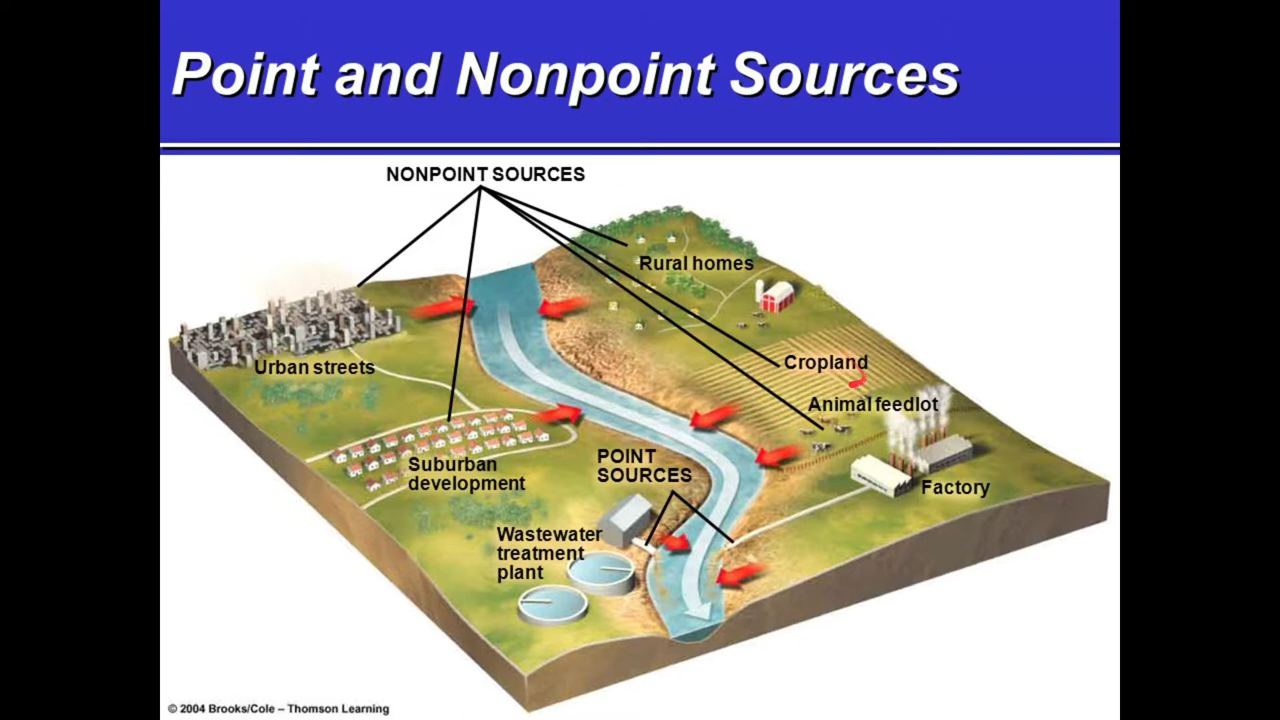 Point and Nonpoint Sources
NONPOINT SOURCES
Rural homes
Urban streets
Cropland
Animal feedlot
Suburban
development
POINT
SOURCES
Factory
Wastewater
treatment
plant
© 2004 Brooks/Cole – Thomson Learning